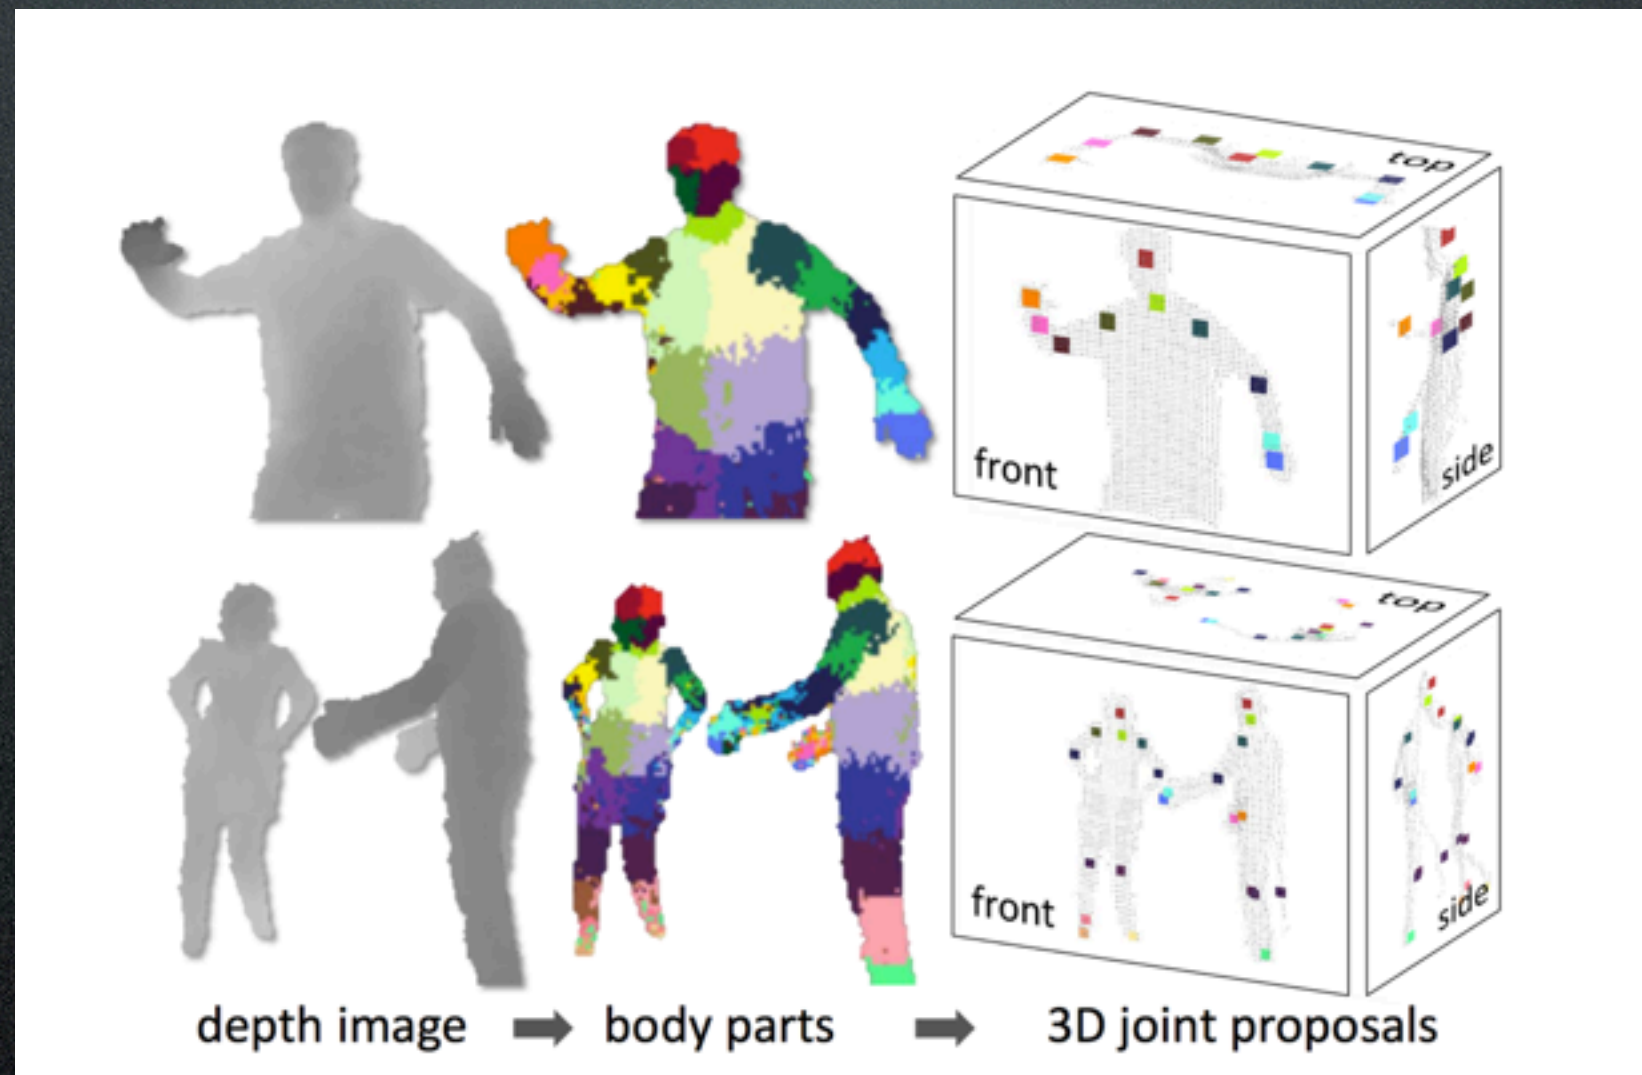 top
front
side
top
front
side
depth image → body parts → 3D joint proposals